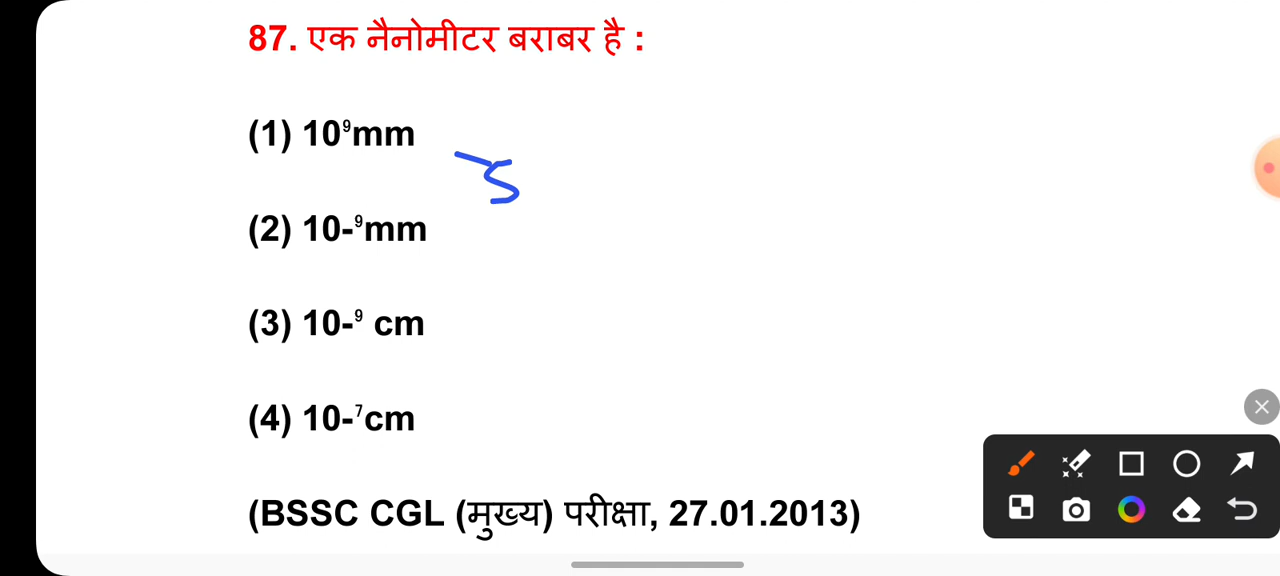 87. एक नैनोमीटर बराबर है :
(1) 10⁹mm
(2) 10-⁹mm
(3) 10-⁹ cm
(4) 10-⁷cm
(BSSC CGL (मुख्य) परीक्षा, 27.01.2013)